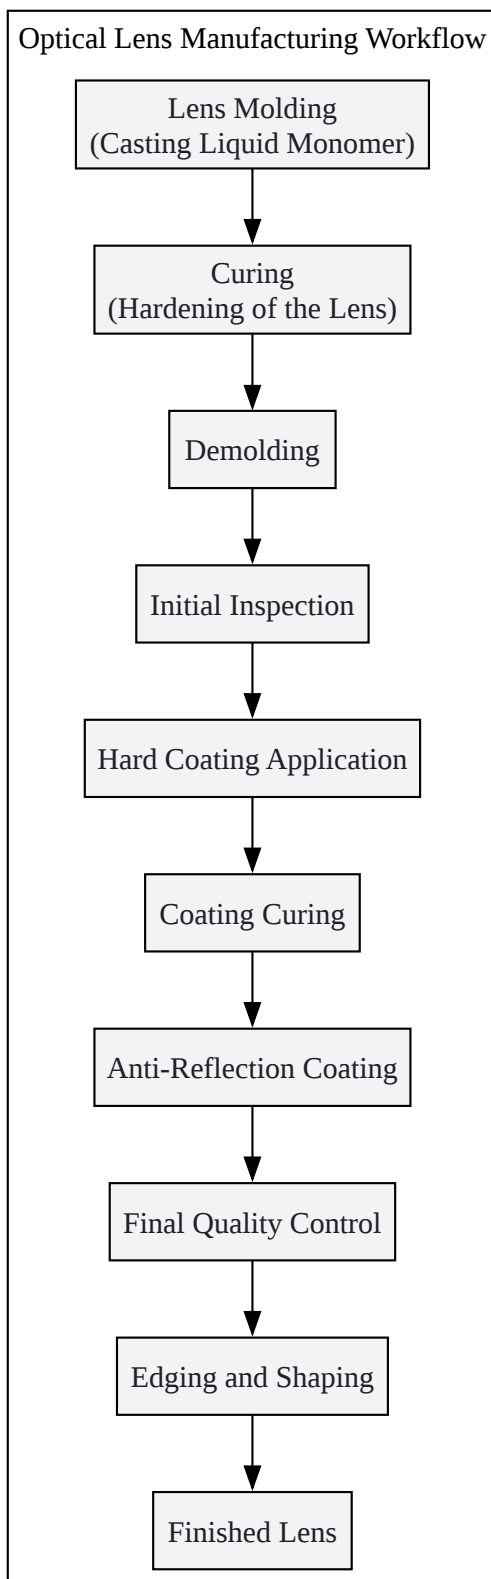 Optical Lens Manufacturing Workflow
Lens Molding
(Casting Liquid Monomer)
Curing
(Hardening of the Lens)
Demolding
Initial Inspection
Hard Coating Application
Coating Curing
Anti-Reflection Coating
Final Quality Control
Edging and Shaping
Finished Lens